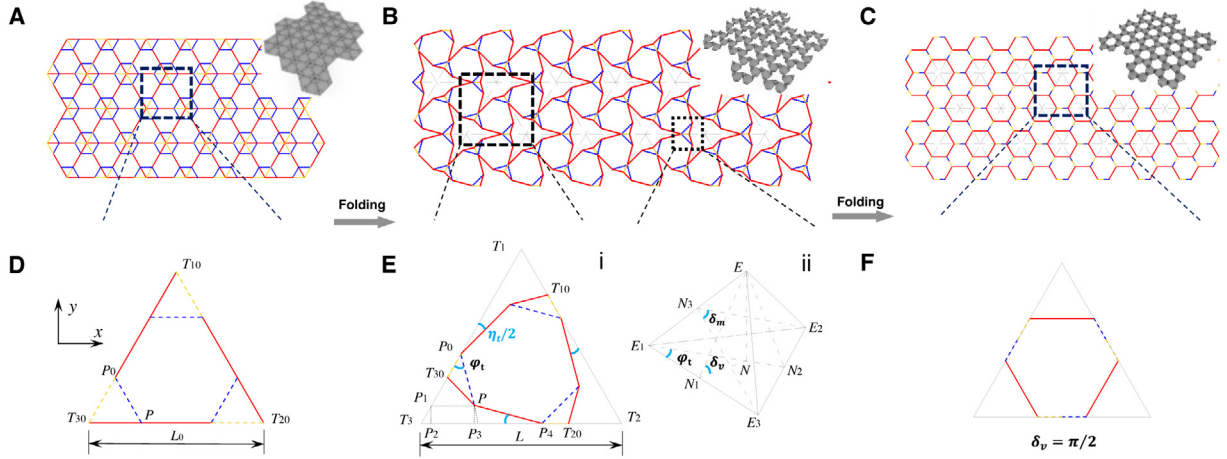 A
B
C
Folding
Folding
D
T10
y
x
P0
T30
P
T20
L0
E
i
T1
T10
ηt/2
P0
φt
T30
P1
P
T3
P2
P3
L
P4
T20
T2
ii
E
N3
δm
E2
E1
φt
δv
N
N1
N2
E3
F
δv = π/2